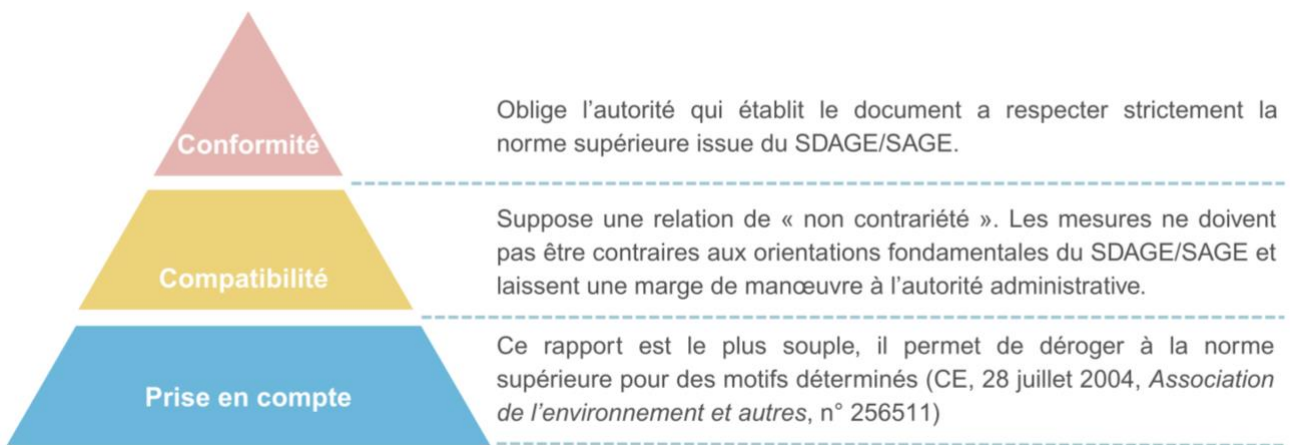 Conformité
Oblige l’autorité qui établit le document a respecter strictement la
norme supérieure issue du SDAGE/SAGE.
Compatibilité
Suppose une relation de « non contrariété ». Les mesures ne doivent
pas être contraires aux orientations fondamentales du SDAGE/SAGE et
laissent une marge de manœuvre à l’autorité administrative.
Prise en compte
Ce rapport est le plus souple, il permet de déroger à la norme
supérieure pour des motifs déterminés (CE, 28 juillet 2004, Association
de l’environnement et autres, n° 256511)